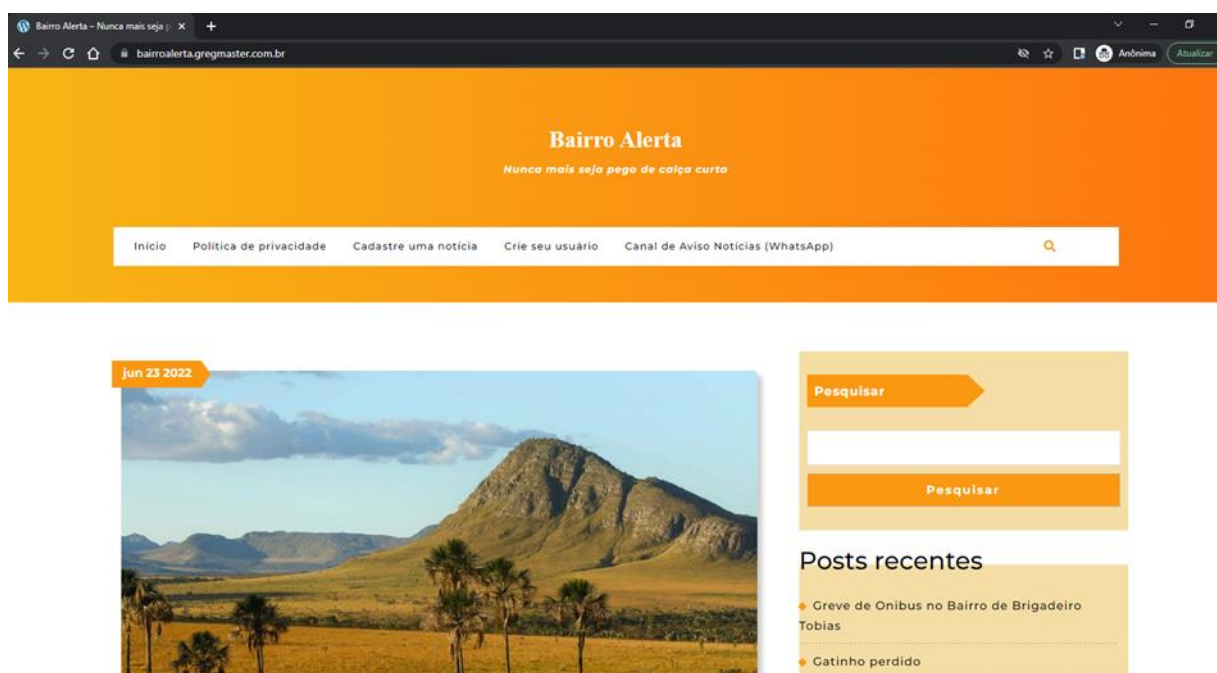 Bairro Alerta – Nunca mais seja p
bairroalerta.gregmaster.com.br
Anônima
Atualizar
Bairro Alerta
Nunca mais seja pego de calça curta
Início Política de privacidade Cadastre uma notícia Crie seu usuário Canal de Aviso Notícias (WhatsApp)
jun 23 2022
Pesquisar
Pesquisar
Posts recentes
Greve de Onibus no Bairro de Brigadeiro
Tobias
Gatinho perdido